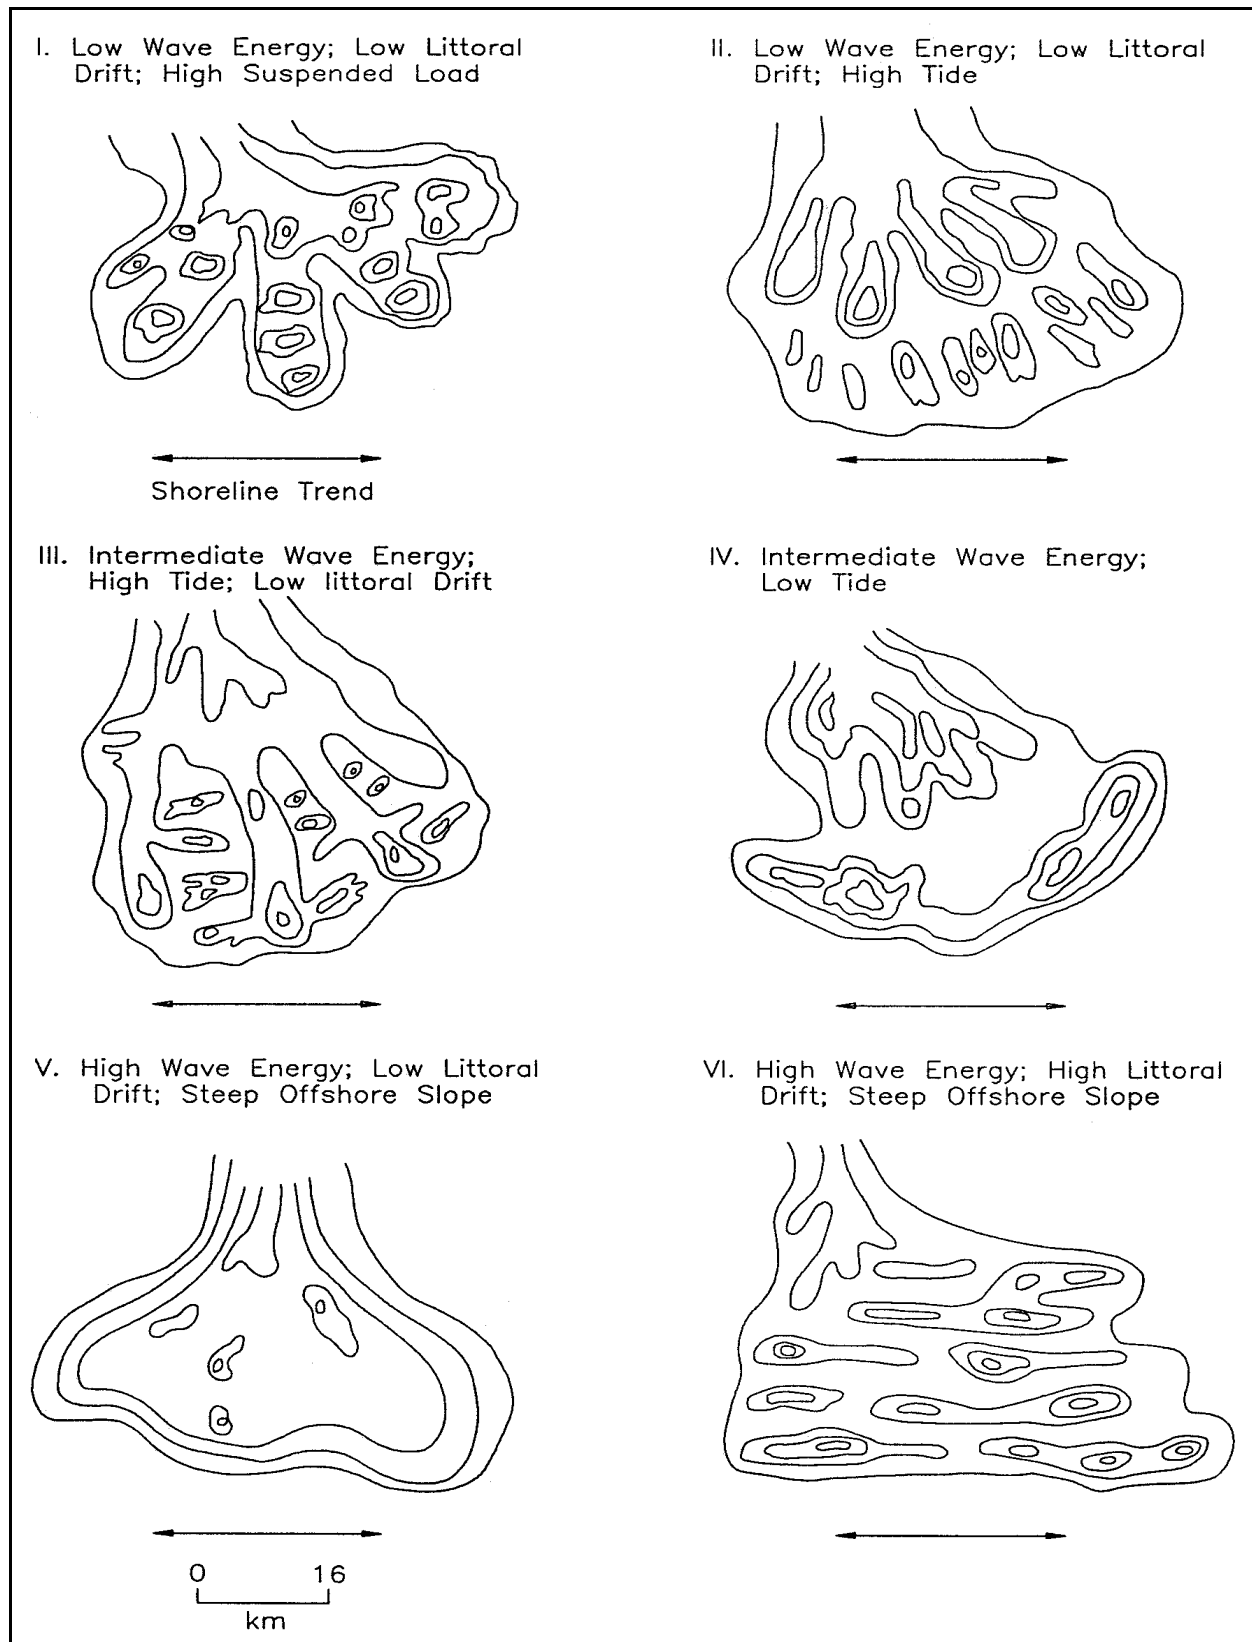 I. Low Wave Energy; Low Littoral
Drift; High Suspended Load
II. Low Wave Energy; Low Littoral
Drift; High Tide
Shoreline Trend
III. Intermediate Wave Energy;
High Tide; Low littoral Drift
IV. Intermediate Wave Energy;
Low Tide
V. High Wave Energy; Low Littoral
Drift; Steep Offshore Slope
VI. High Wave Energy; High Littoral
Drift; Steep Offshore Slope
0 16
km